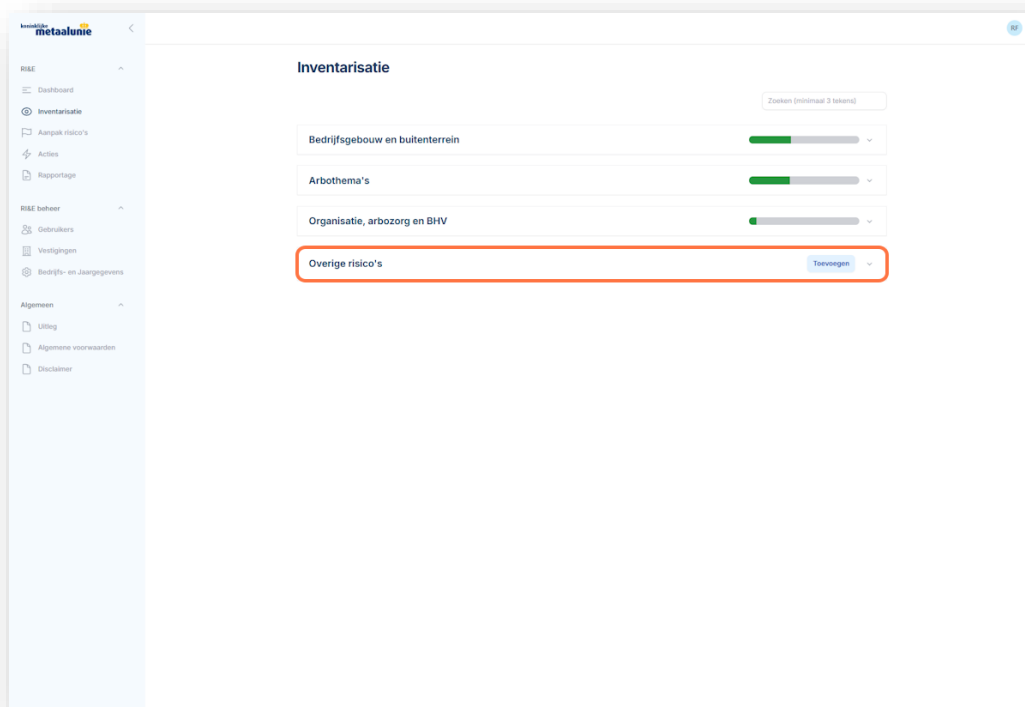 koninklijke
metaalunie
RF
RI&E
Dashboard
Inventarisatie
Aanpak risico's
Acties
Rapportage
RI&E beheer
Gebruikers
Vestigingen
Bedrijfs- en Jaargegevens
Algemeen
Uitleg
Algemene voorwaarden
Disclaimer
Inventarisatie
Zoeken (minimaal 3 tekens)
Bedrijfsgebouw en buitenterrein
Arbothema's
Organisatie, arbozorg en BHV
Overige risico's
Toevoegen